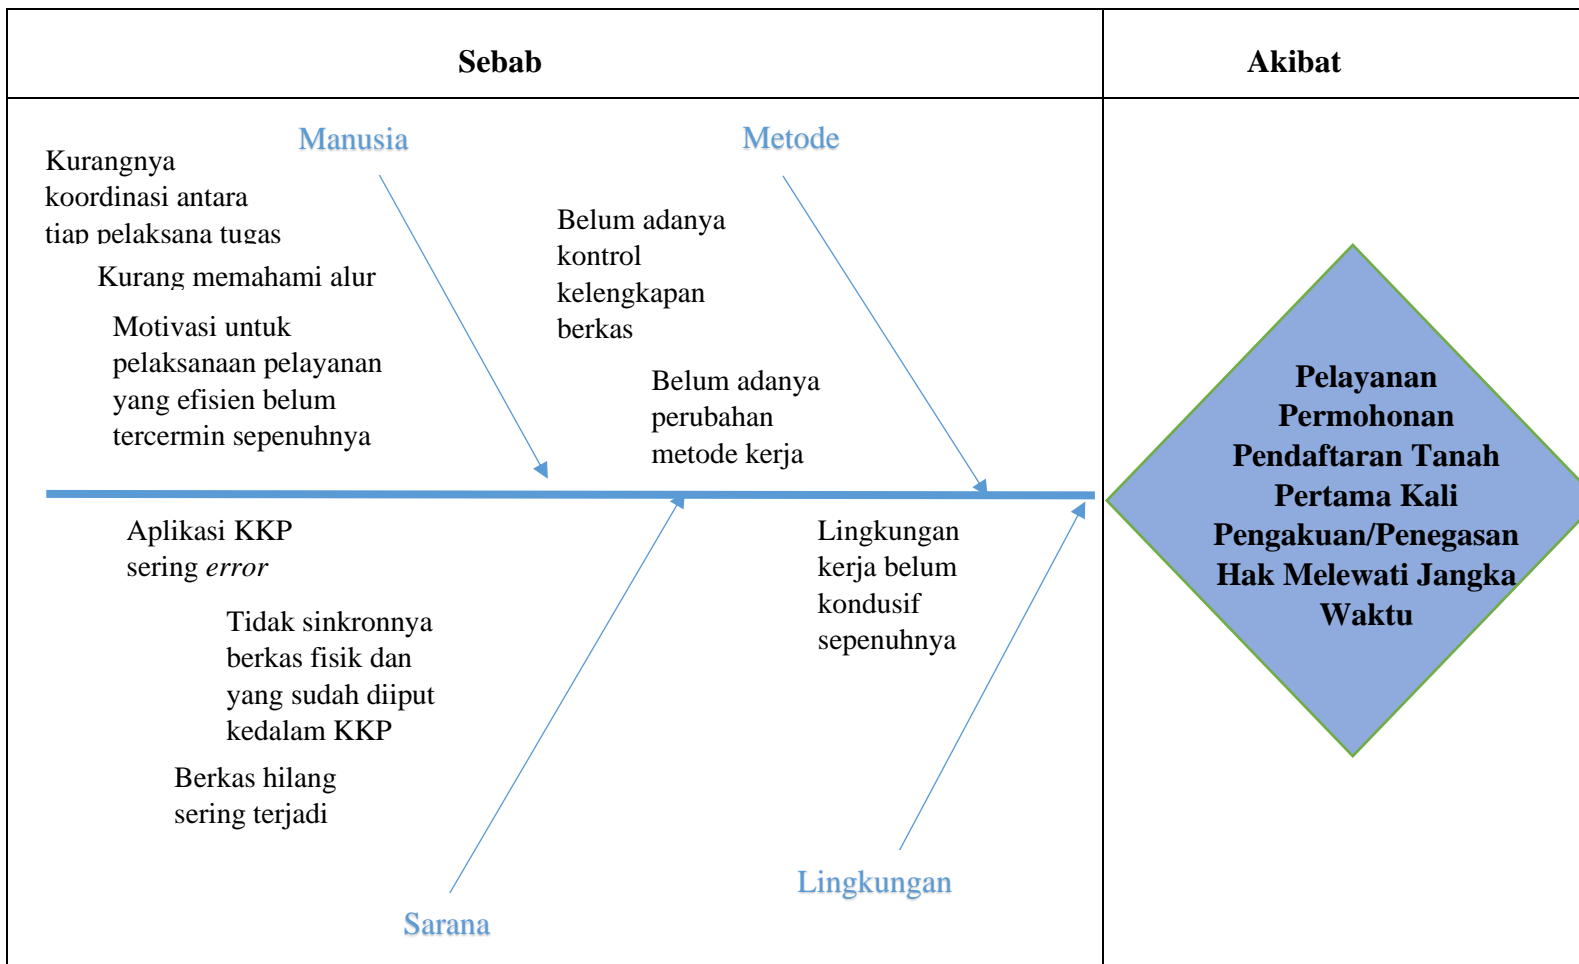 Sebab
Akibat
Manusia
Kurangnya
koordinasi antara
tiap pelaksana tugas
Kurang memahami alur
Motivasi untuk
pelaksanaan pelayanan
yang efisien belum
tercermin sepenuhnya
Metode
Belum adanya
kontrol
kelengkapan
berkas
Belum adanya
perubahan
metode kerja
Aplikasi KKP
sering error
Tidak sinkronnya
berkas fisik dan
yang sudah diiput
kedalam KKP
Berkas hilang
sering terjadi
Sarana
Lingkungan
kerja belum
kondusif
sepenuhnya
Lingkungan
Pelayanan
Permohonan
Pendaftaran Tanah
Pertama Kali
Pengakuan/Penegasan
Hak Melewati Jangka
Waktu